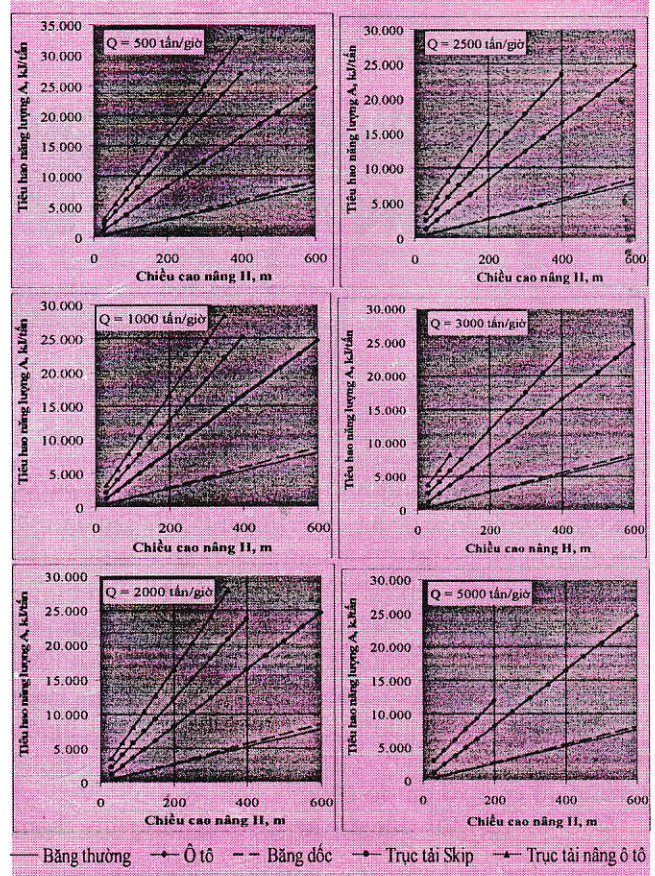 Q = 500 tấn/giờ
Tiêu hao năng lượng A, kJ/tấn
35.000
30.000
25.000
20.000
15.000
10.000
5.000
0
0 200 400 600
Chiều cao nâng H, m
Q = 2500 tấn/giờ
Tiêu hao năng lượng A, kJ/tấn
30.000
25.000
20.000
15.000
10.000
5.000
0
0 200 400 600
Chiều cao nâng H, m
Q = 1000 tấn/giờ
Tiêu hao năng lượng A, kJ/tấn
30.000
25.000
20.000
15.000
10.000
5.000
0
0 200 400 600
Chiều cao nâng H, m
Q = 3000 tấn/giờ
Tiêu hao năng lượng A, kJ/tấn
30.000
25.000
20.000
15.000
10.000
5.000
0
0 200 400 600
Chiều cao nâng H, m
Q = 2000 tấn/giờ
Tiêu hao năng lượng A, kJ/tấn
30.000
25.000
20.000
15.000
10.000
5.000
0
0 200 400 600
Chiều cao nâng H, m
Q = 5000 tấn/giờ
Tiêu hao năng lượng A, kJ/tấn
30.000
25.000
20.000
15.000
10.000
5.000
0
0 200 400 600
Chiều cao nâng H, m
Băng thường Ô tô Băng dốc Trục tải Skip Trục tải nâng ô tô